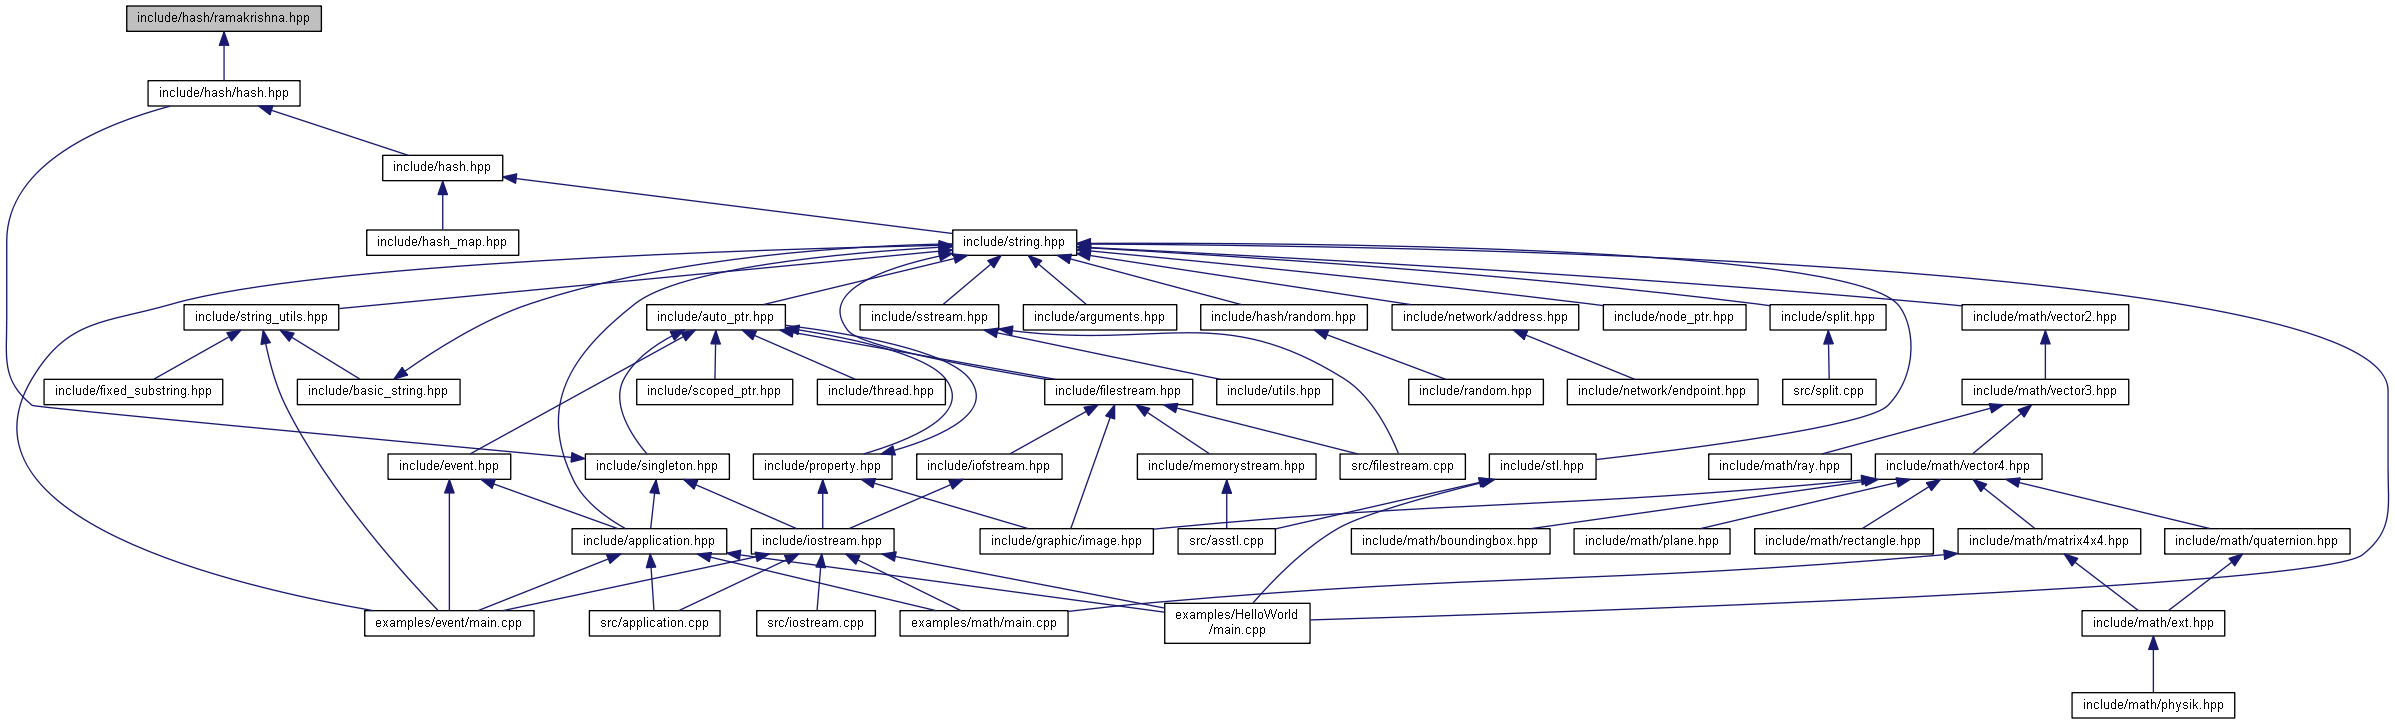 include/hash/ramakrishna.hpp
include/hash/hash.hpp
include/hash.hpp
include/hash_map.hpp
include/string.hpp
include/string_utils.hpp
include/auto_ptr.hpp
include/sstream.hpp
include/arguments.hpp
include/hash/random.hpp
include/network/address.hpp
include/node_ptr.hpp
include/split.hpp
include/math/vector2.hpp
include/fixed_substring.hpp
include/basic_string.hpp
include/scoped_ptr.hpp
include/thread.hpp
include/filestream.hpp
include/utils.hpp
include/random.hpp
include/network/endpoint.hpp
src/split.cpp
include/math/vector3.hpp
include/event.hpp
include/singleton.hpp
include/property.hpp
include/iofstream.hpp
include/memorystream.hpp
src/filestream.cpp
include/stl.hpp
include/math/ray.hpp
include/math/vector4.hpp
include/application.hpp
include/iostream.hpp
include/graphic/image.hpp
src/asstl.cpp
include/math/boundingbox.hpp
include/math/plane.hpp
include/math/rectangle.hpp
include/math/matrix4x4.hpp
include/math/quaternion.hpp
examples/event/main.cpp
src/application.cpp
src/iostream.cpp
examples/math/main.cpp
examples/HelloWorld
/main.cpp
include/math/ext.hpp
include/math/physik.hpp